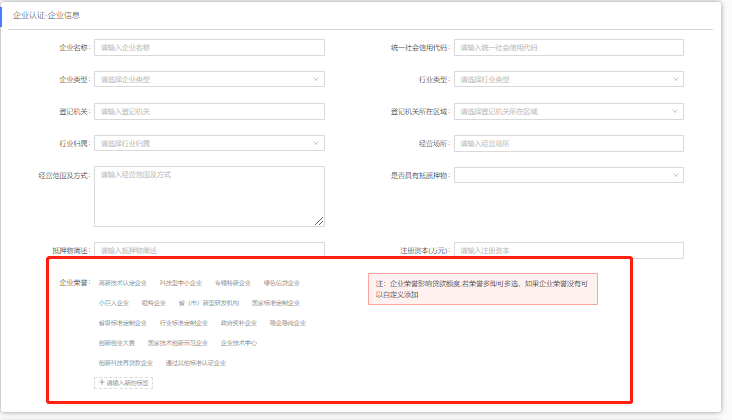 企业认证-企业信息
企业名称: 请输入企业名称 统一社会信用代码: 请输入统一社会信用代码
企业类型: 请选择企业类型 行业类型: 请选择行业类型
登记机关: 请输入登记机关 登记机关所在区域: 请选择登记机关所在区域
行业归属: 请选择行业归属 经营场所: 请输入经营场所
经营范围及方式: 请输入经营范围及方式 是否具有抵质押物:
抵押物简述: 请输入抵押物简述 注册资本(万元): 请输入注册资本
企业荣誉: 高新技术认定企业 科技型中小企业 专精特新企业 绿色信贷企业
注：企业荣誉影响贷款额度,若荣誉多即可多选，如果企业荣誉没有可
以自定义添加
小巨人企业 瞪羚企业 省（市）新型研发机构 国家标准定制企业
省级标准定制企业 行业标准定制企业 政府奖补企业 稳企稳岗企业
创新创业大赛 国家技术创新示范企业 企业技术中心
创新科技再贷款企业 通过其他标准认证企业
+ 请输入新的标签